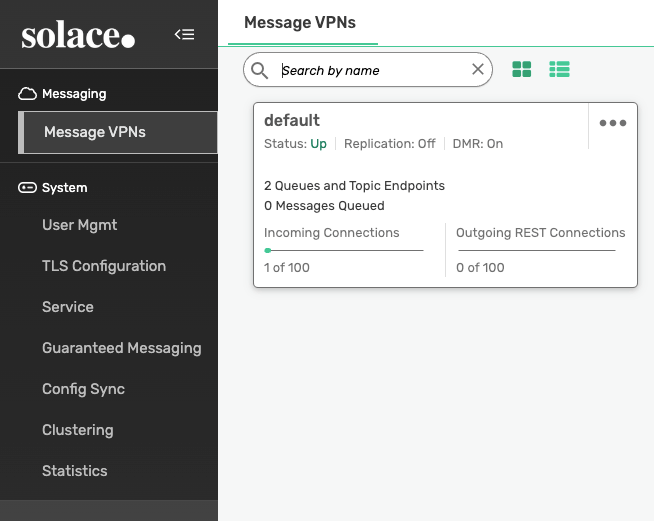 solace.
Messaging
Message VPNs
System
User Mgmt
TLS Configuration
Service
Guaranteed Messaging
Config Sync
Clustering
Statistics
Message VPNs
Search by name
default
Status: Up Replication: Off DMR: On
2 Queues and Topic Endpoints
0 Messages Queued
Incoming Connections
1 of 100
Outgoing REST Connections
0 of 100